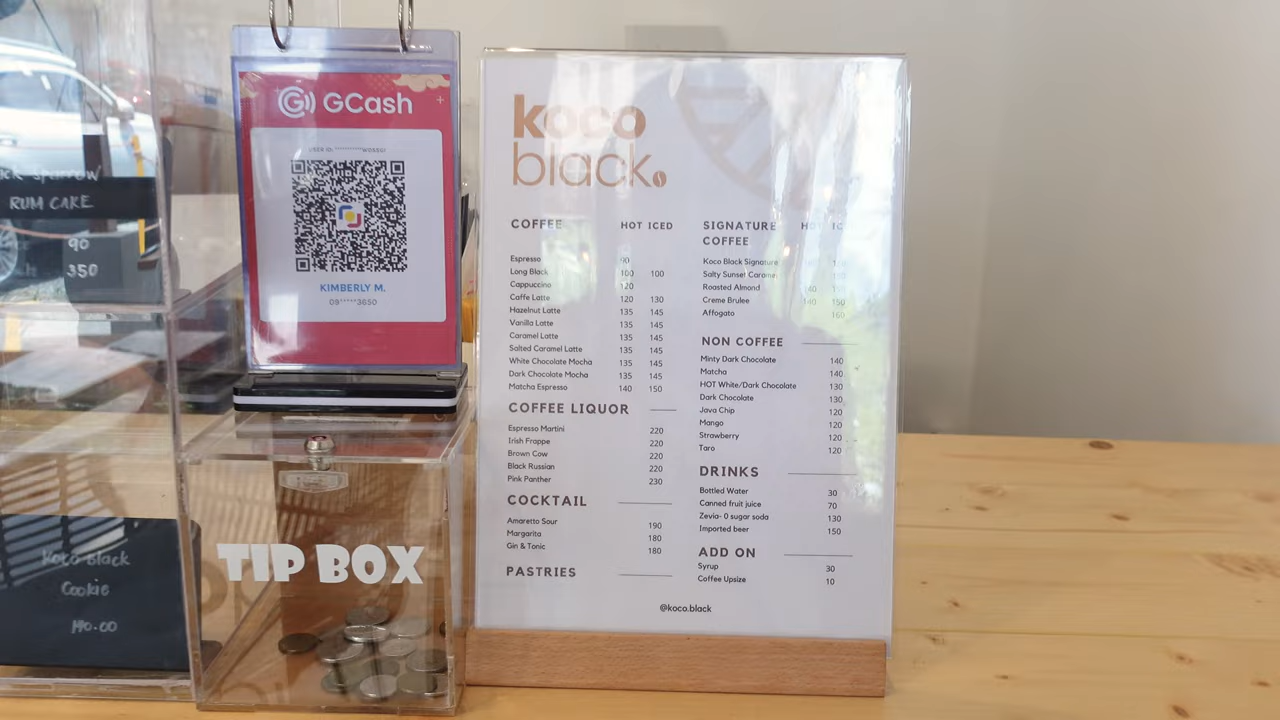 RUM CAKE
90
350
GCash
KIMBERLY M.
09*****3650
TIP BOX
Koco Black
Cookie
140.00
koco
black
COFFEE HOT ICED
Espresso 90
Long Black 100 100
Cappuccino 120
Caffe Latte 120 130
Hazelnut Latte 135 145
Vanilla Latte 135 145
Caramel Latte 135 145
Salted Caramel Latte 135 145
White Chocolate Mocha 135 145
Dark Chocolate Mocha 135 145
Matcha Espresso 140 150
COFFEE LIQUOR
Espresso Martini 220
Irish Frappe 220
Brown Cow 220
Black Russian 220
Pink Panther 230
COCKTAIL
Amaretto Sour 190
Margarita 180
Gin & Tonic 180
PASTRIES
SIGNATURE
COFFEE
Koco Black Signature
Salty Sunset Caramel
Roasted Almond
Creme Brulee 140 150
Affogato 160
NON COFFEE
Minty Dark Chocolate 140
Matcha 140
HOT White/Dark Chocolate 130
Dark Chocolate 130
Java Chip 120
Mango 120
Strawberry 120
Taro 120
DRINKS
Bottled Water 30
Canned fruit juice 70
Zevia- 0 sugar soda 130
Imported beer 150
ADD ON
Syrup 30
Coffee Upsize 10
@koco.black